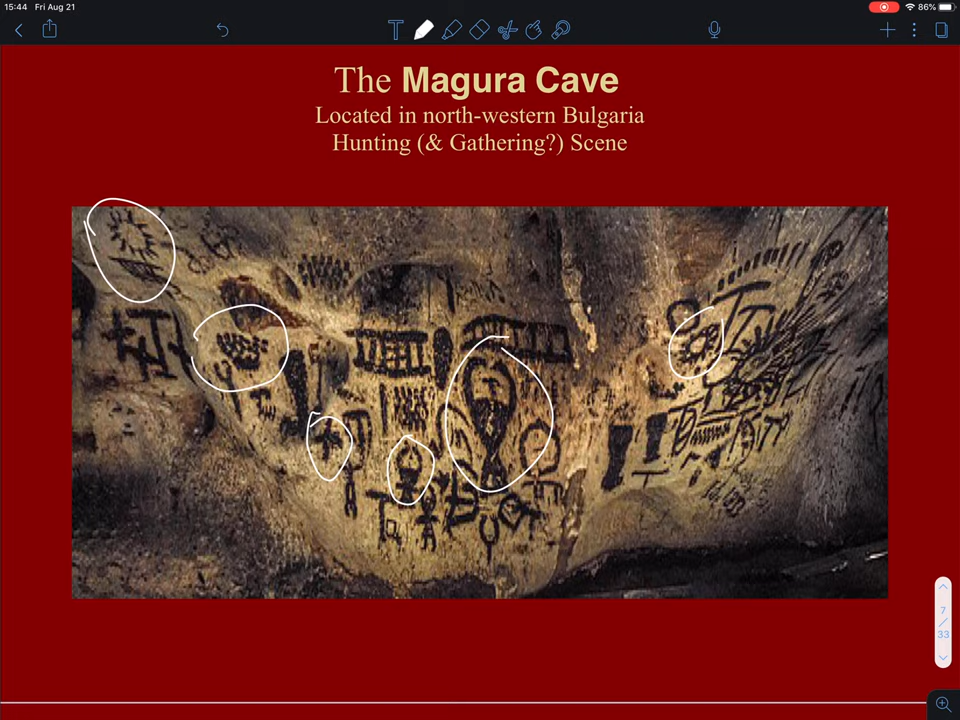 15:44 Fri Aug 21
86%
The Magura Cave
Located in north-western Bulgaria
Hunting (& Gathering?) Scene
7
/
33